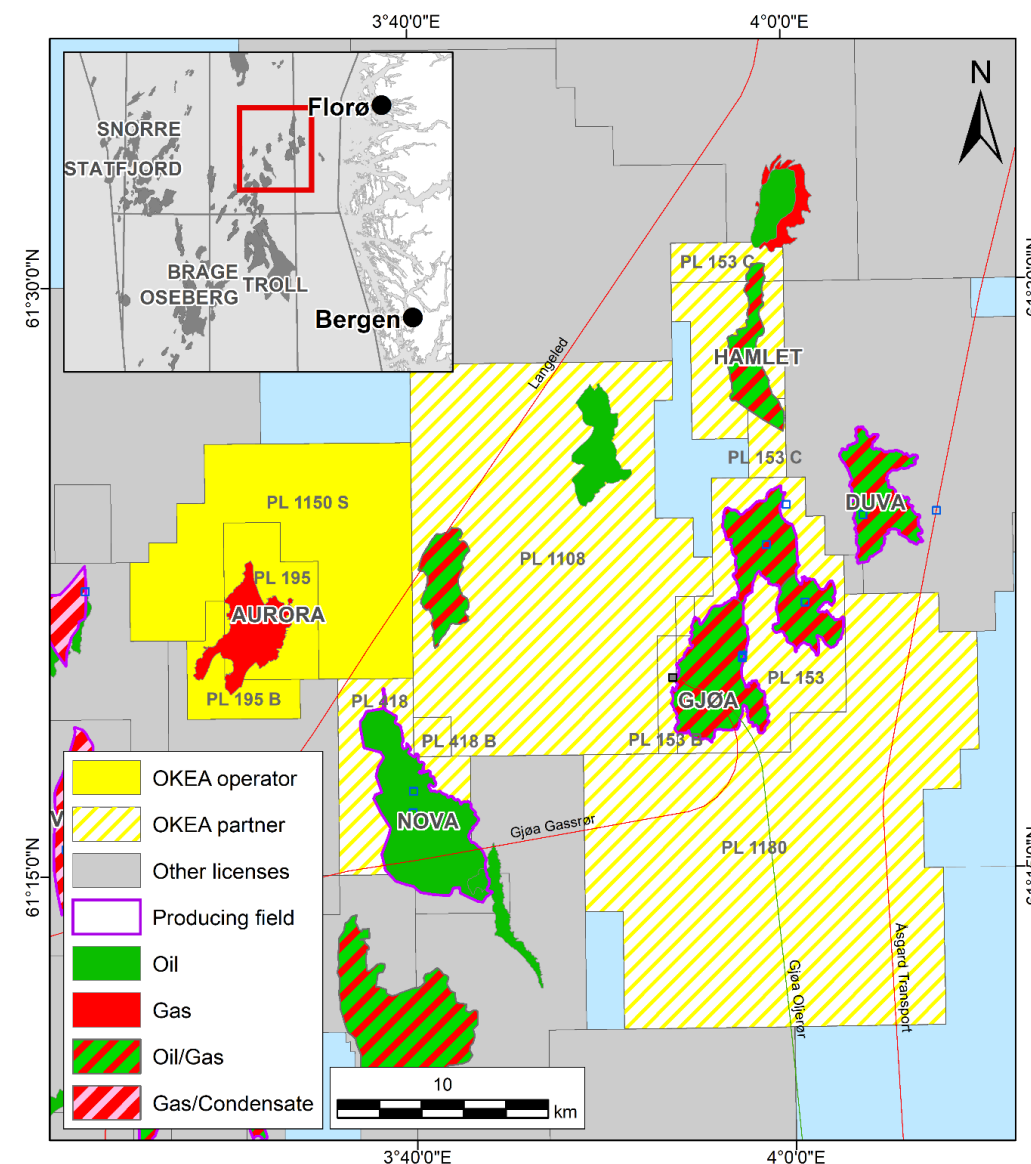 3°40'0"E
4°0'0"E
N
Florø
SNORRE
STATFJORD
BRAGE
TROLL
OSEBERG
Bergen
61°30'0"N
PL 153 C
HAMLET
Langeled
PL 153 C
PL 1150 S
DUVA
PL 1108
PL 195
AURORA
PL 153
PL 195 B
PL 418
GJØA
PL 418 B
PL 153 B
NOVA
Gjøa Gassrør
PL 1180
61°15'0"N
Åsgard Transport
Gjøa Oljerør
OKEA operator
OKEA partner
Other licenses
Producing field
Oil
Gas
Oil/Gas
Gas/Condensate
10
km
3°40'0"E
4°0'0"E